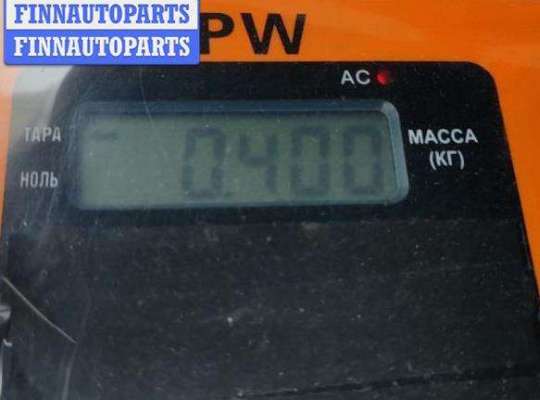 FINNAUTOPARTS
FINNAUTOPARTS
PW
AC
ТАРА
НОЛЬ
0.400
МАССА
(КГ)